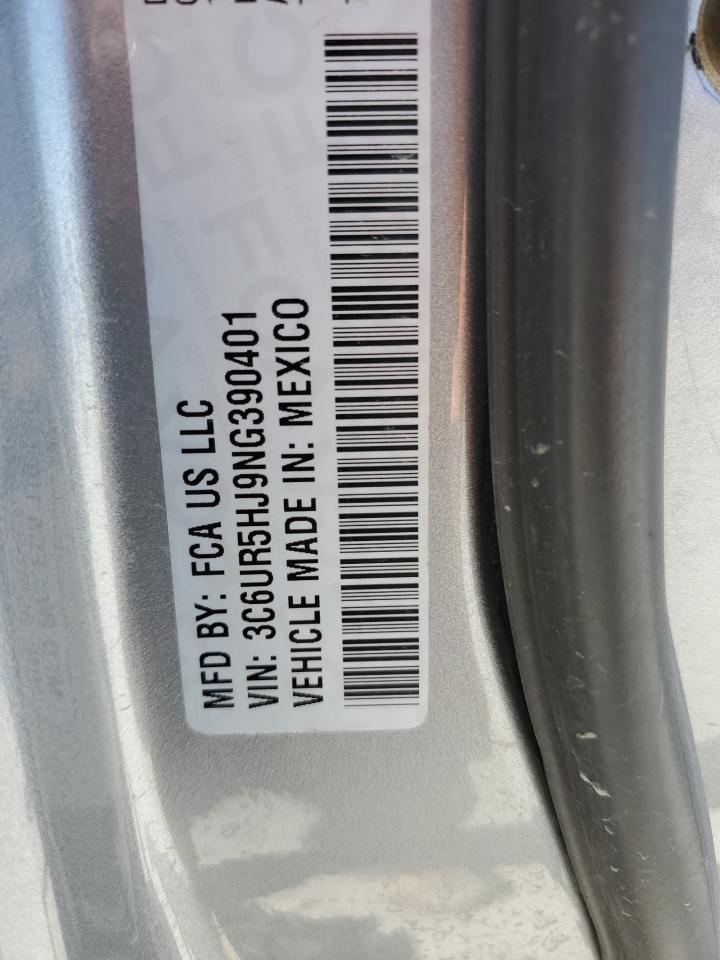 MFD BY: FCA US LLC
VIN: 3C6UR5HJ9NG390401
VEHICLE MADE IN: MEXICO